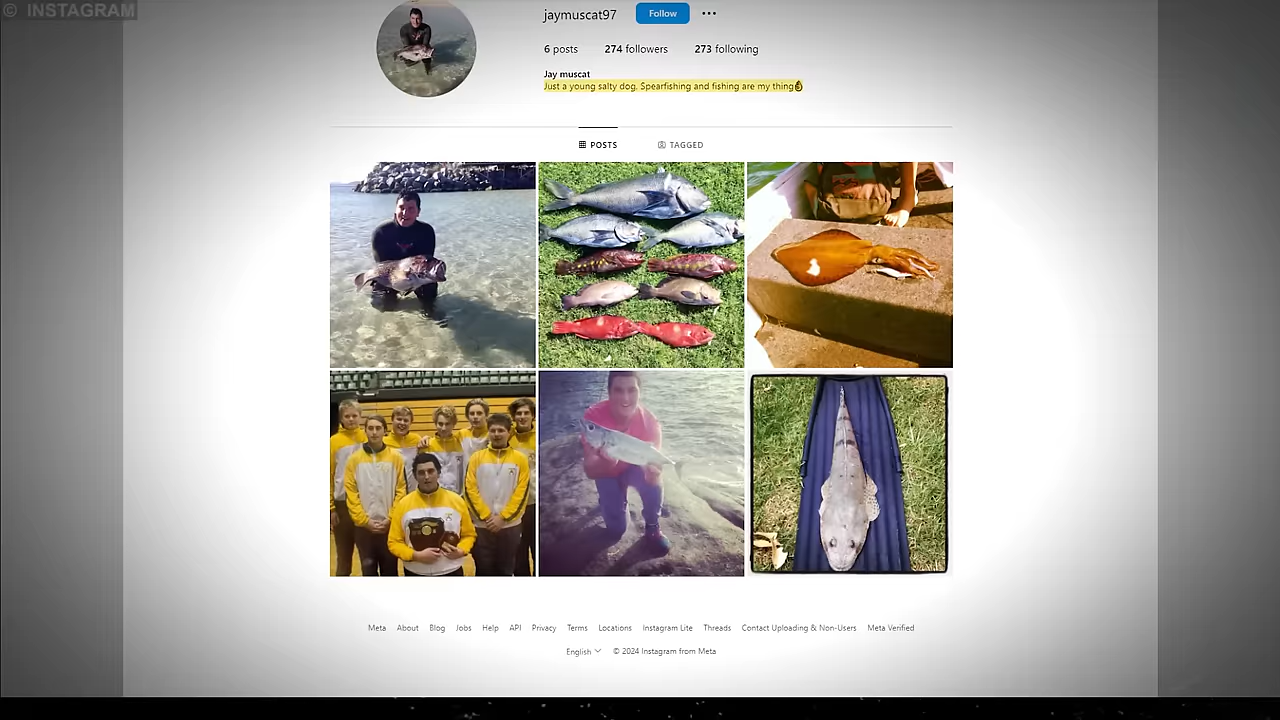 © INSTAGRAM
jaymuscat97 Follow
6 posts 274 followers 273 following
Jay muscat
Just a young salty dog. Spearfishing and fishing are my thing👌
POSTS TAGGED
Meta About Blog Jobs Help API Privacy Terms Locations Instagram Lite Threads Contact Uploading & Non-Users Meta Verified
English © 2024 Instagram from Meta